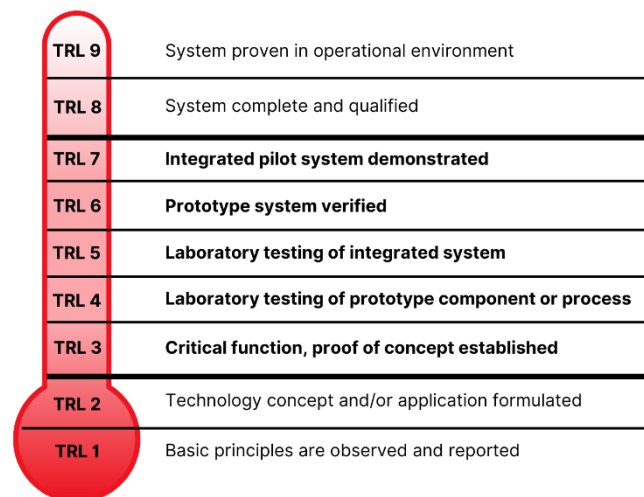 TRL 9 System proven in operational environment
TRL 8 System complete and qualified
TRL 7 Integrated pilot system demonstrated
TRL 6 Prototype system verified
TRL 5 Laboratory testing of integrated system
TRL 4 Laboratory testing of prototype component or process
TRL 3 Critical function, proof of concept established
TRL 2 Technology concept and/or application formulated
TRL 1 Basic principles are observed and reported